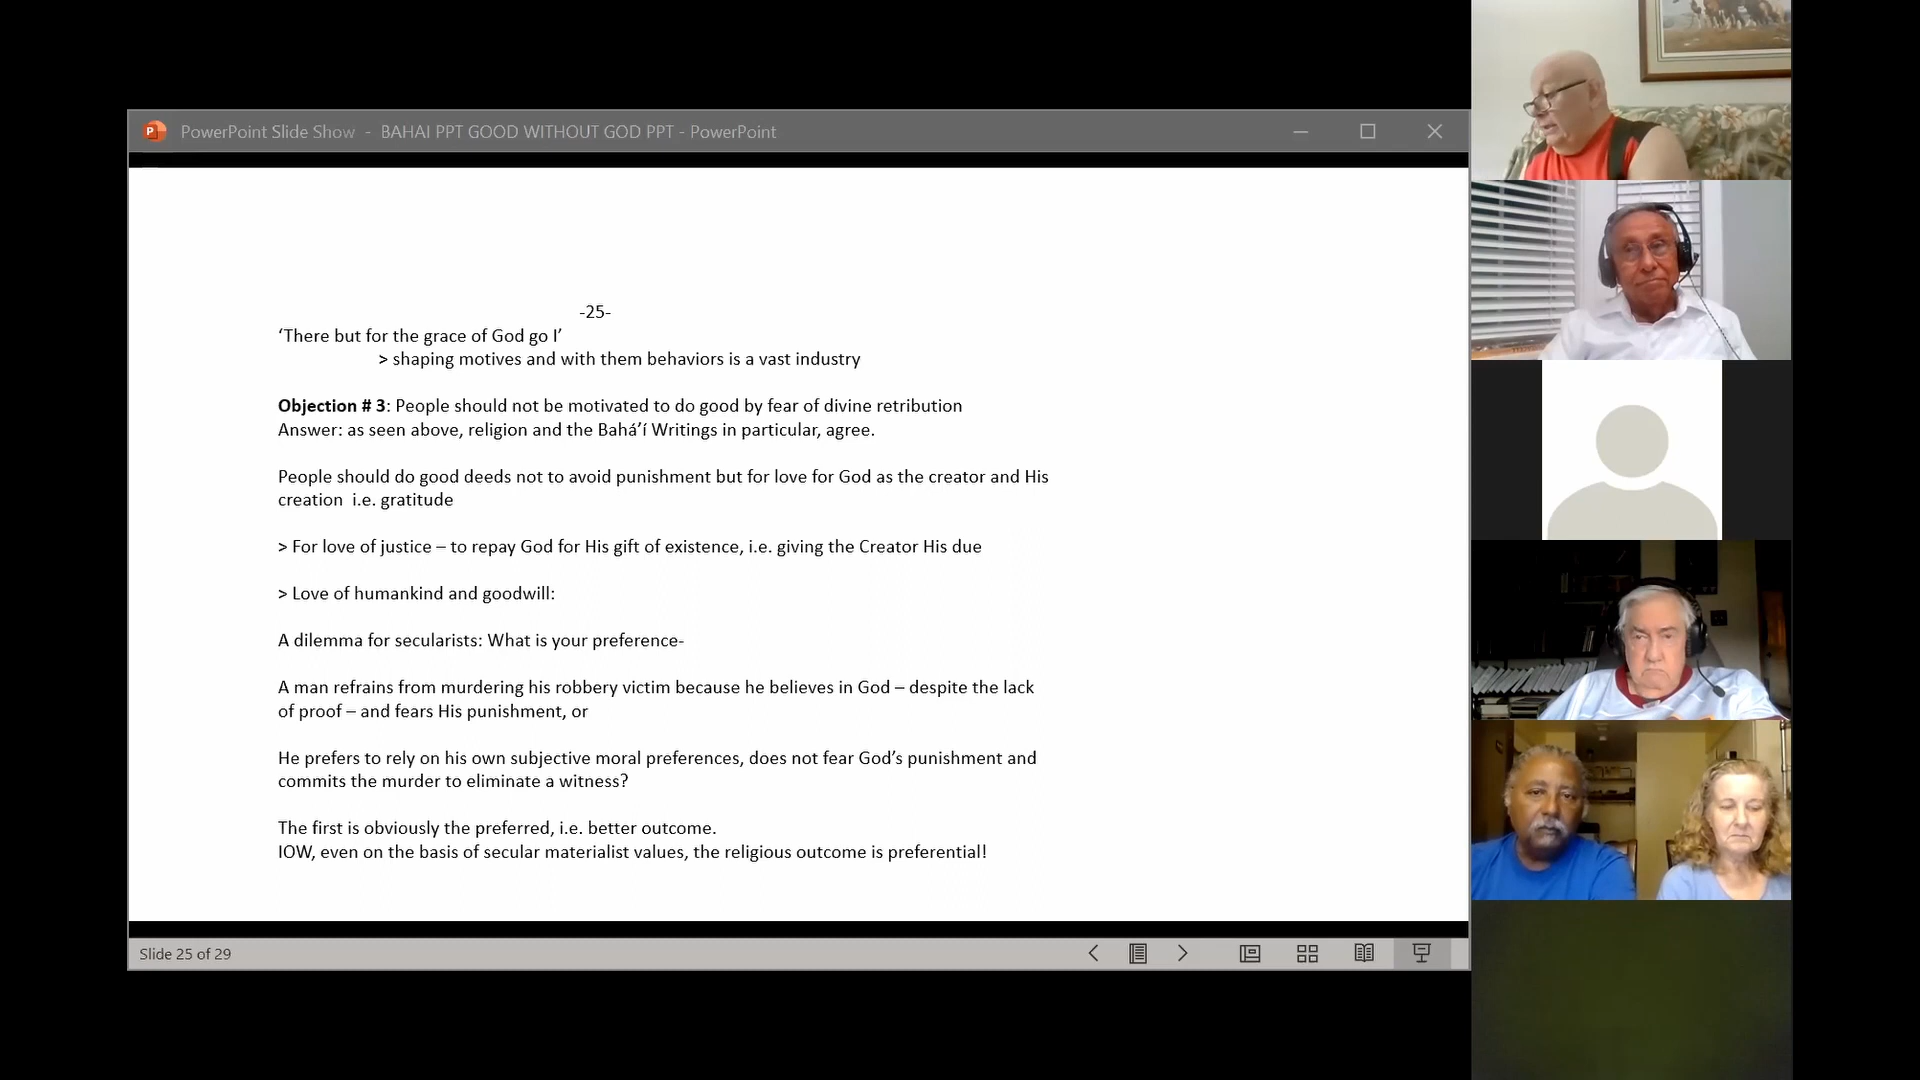 PowerPoint Slide Show - BAHAI PPT GOOD WITHOUT GOD PPT - PowerPoint
-25-
‘There but for the grace of God go I’
> shaping motives and with them behaviors is a vast industry
Objection # 3: People should not be motivated to do good by fear of divine retribution
Answer: as seen above, religion and the Bahá’í Writings in particular, agree.
People should do good deeds not to avoid punishment but for love for God as the creator and His
creation i.e. gratitude
> For love of justice – to repay God for His gift of existence, i.e. giving the Creator His due
> Love of humankind and goodwill:
A dilemma for secularists: What is your preference-
A man refrains from murdering his robbery victim because he believes in God – despite the lack
of proof – and fears His punishment, or
He prefers to rely on his own subjective moral preferences, does not fear God’s punishment and
commits the murder to eliminate a witness?
The first is obviously the preferred, i.e. better outcome.
IOW, even on the basis of secular materialist values, the religious outcome is preferential!
Slide 25 of 29